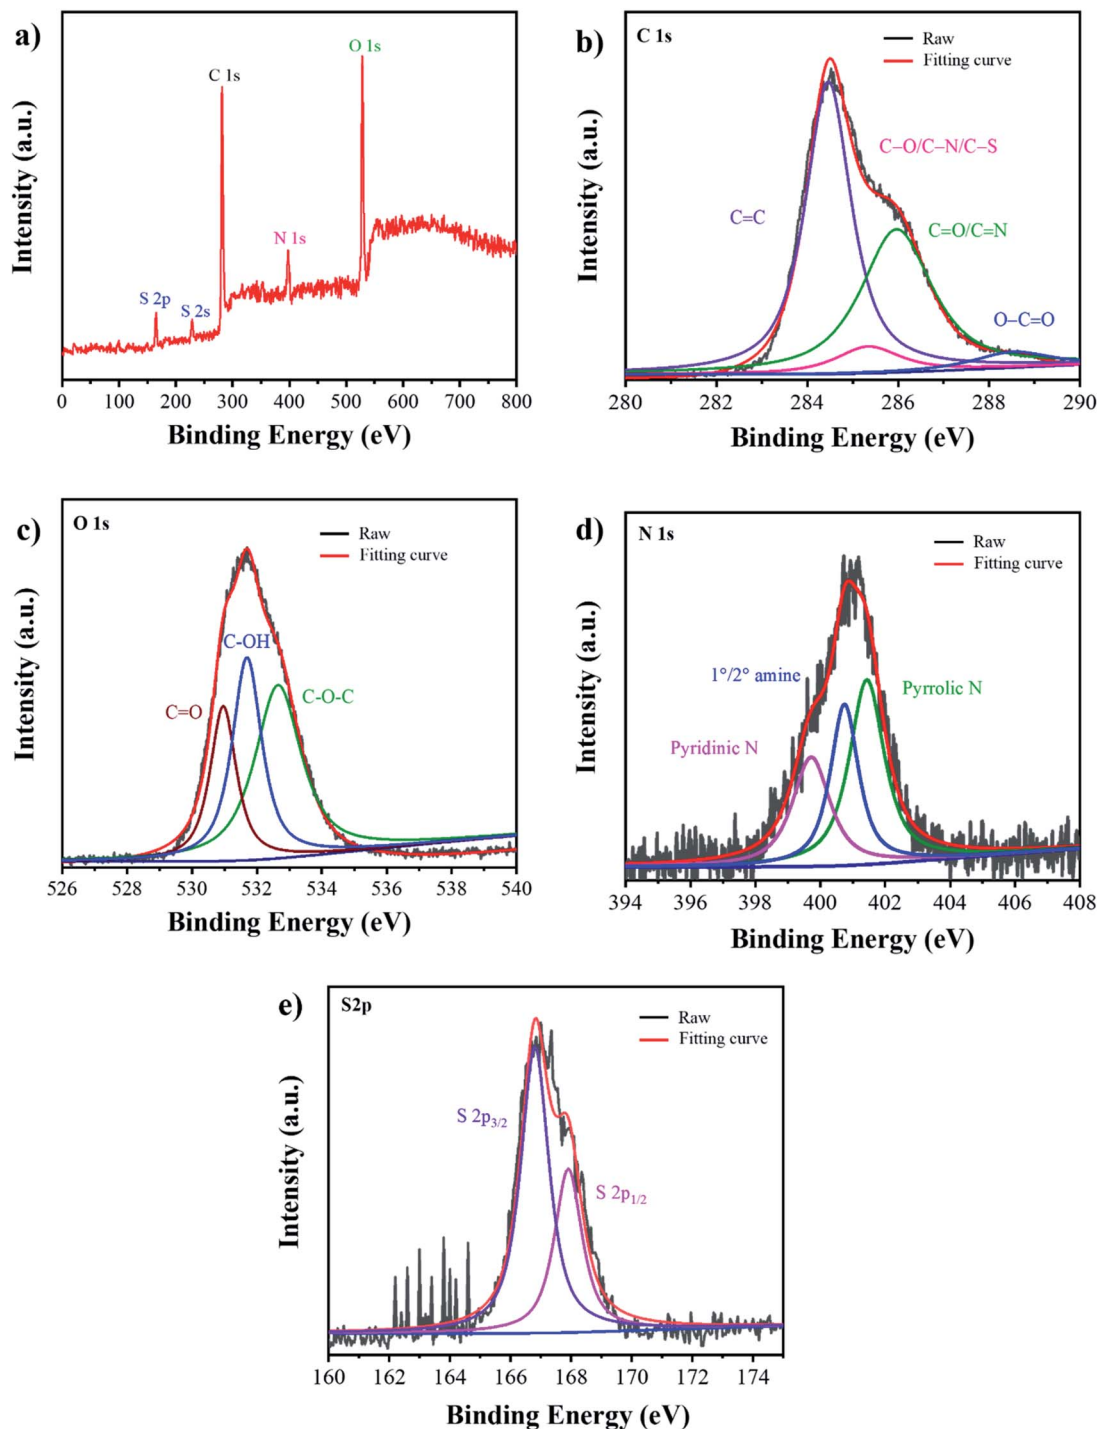 a)
O 1s
C 1s
N 1s
S 2p
S 2s
Intensity (a.u.)
0 100 200 300 400 500 600 700 800
Binding Energy (eV)
b)
C 1s
Raw
Fitting curve
C–O/C–N/C–S
C=C
C=O/C=N
O–C=O
Intensity (a.u.)
280 282 284 286 288 290
Binding Energy (eV)
c)
O 1s
Raw
Fitting curve
C-OH
C=O
C-O-C
Intensity (a.u.)
526 528 530 532 534 536 538 540
Binding Energy (eV)
d)
N 1s
Raw
Fitting curve
1°/2° amine
Pyrrolic N
Pyridinic N
Intensity (a.u.)
394 396 398 400 402 404 406 408
Binding Energy (eV)
e)
S2p
Raw
Fitting curve
S 2p3/2
S 2p1/2
Intensity (a.u.)
160 162 164 166 168 170 172 174
Binding Energy (eV)